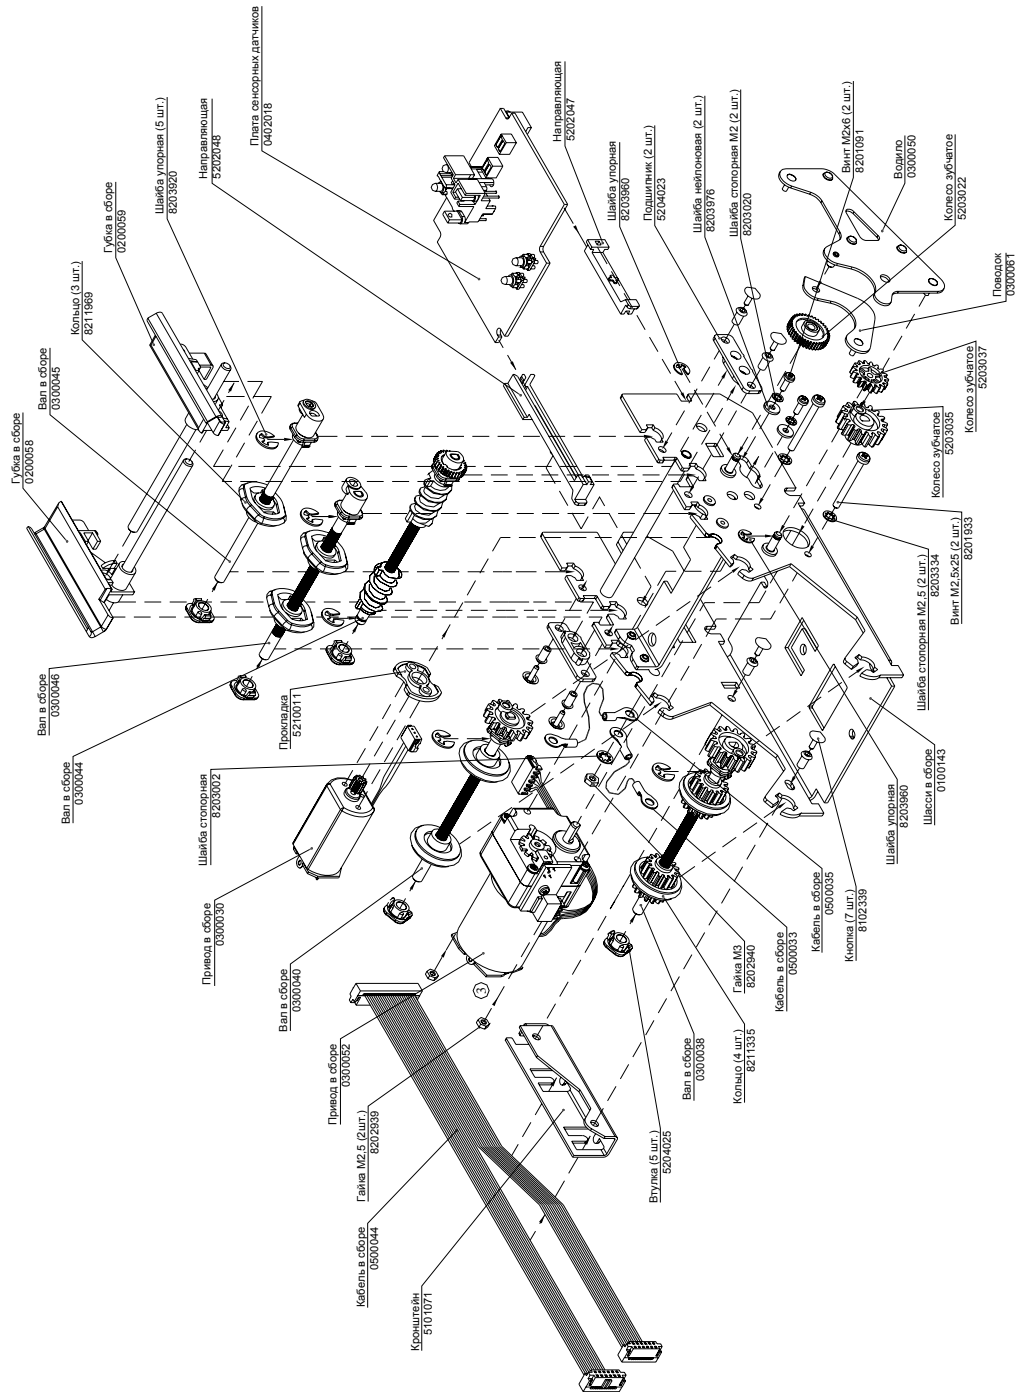 Губка в сборе
0200058
Вал в сборе
0300045
Кольцо (3 шт.)
8211969
Губка в сборе
0200059
Шайба упорная (5 шт.)
8203920
Направляющая
5202048
Плата сенсорных датчиков
0402018
Направляющая
5202047
Шайба упорная
8203960
Подшипник (2 шт.)
5204023
Шайба нейлоновая (2 шт.)
8203976
Шайба стопорная М2 (2 шт.)
8203020
Винт М2х6 (2 шт.)
8201091
Водило
0300050
Колесо зубчатое
5203022
Поводок
0300061
Колесо зубчатое
5203037
Колесо зубчатое
5203035
Винт М2,5х25 (2 шт.)
8201933
Шайба стопорная М2,5 (2 шт.)
8203334
Шасси в сборе
0100143
Шайба упорная
8203960
Кнопка (7 шт.)
8102339
Кабель в сборе
0500035
Кабель в сборе
0500033
Гайка М3
8202940
Кольцо (4 шт.)
8211335
Вал в сборе
0300038
Втулка (5 шт.)
5204025
Вал в сборе
0300046
Вал в сборе
0300044
Прокладка
5210011
Шайба стопорная
8203002
Привод в сборе
0300030
Вал в сборе
0300040
Привод в сборе
0300052
3
Гайка М2,5 (2шт.)
8202939
Кабель в сборе
0500044
Кронштейн
5101071